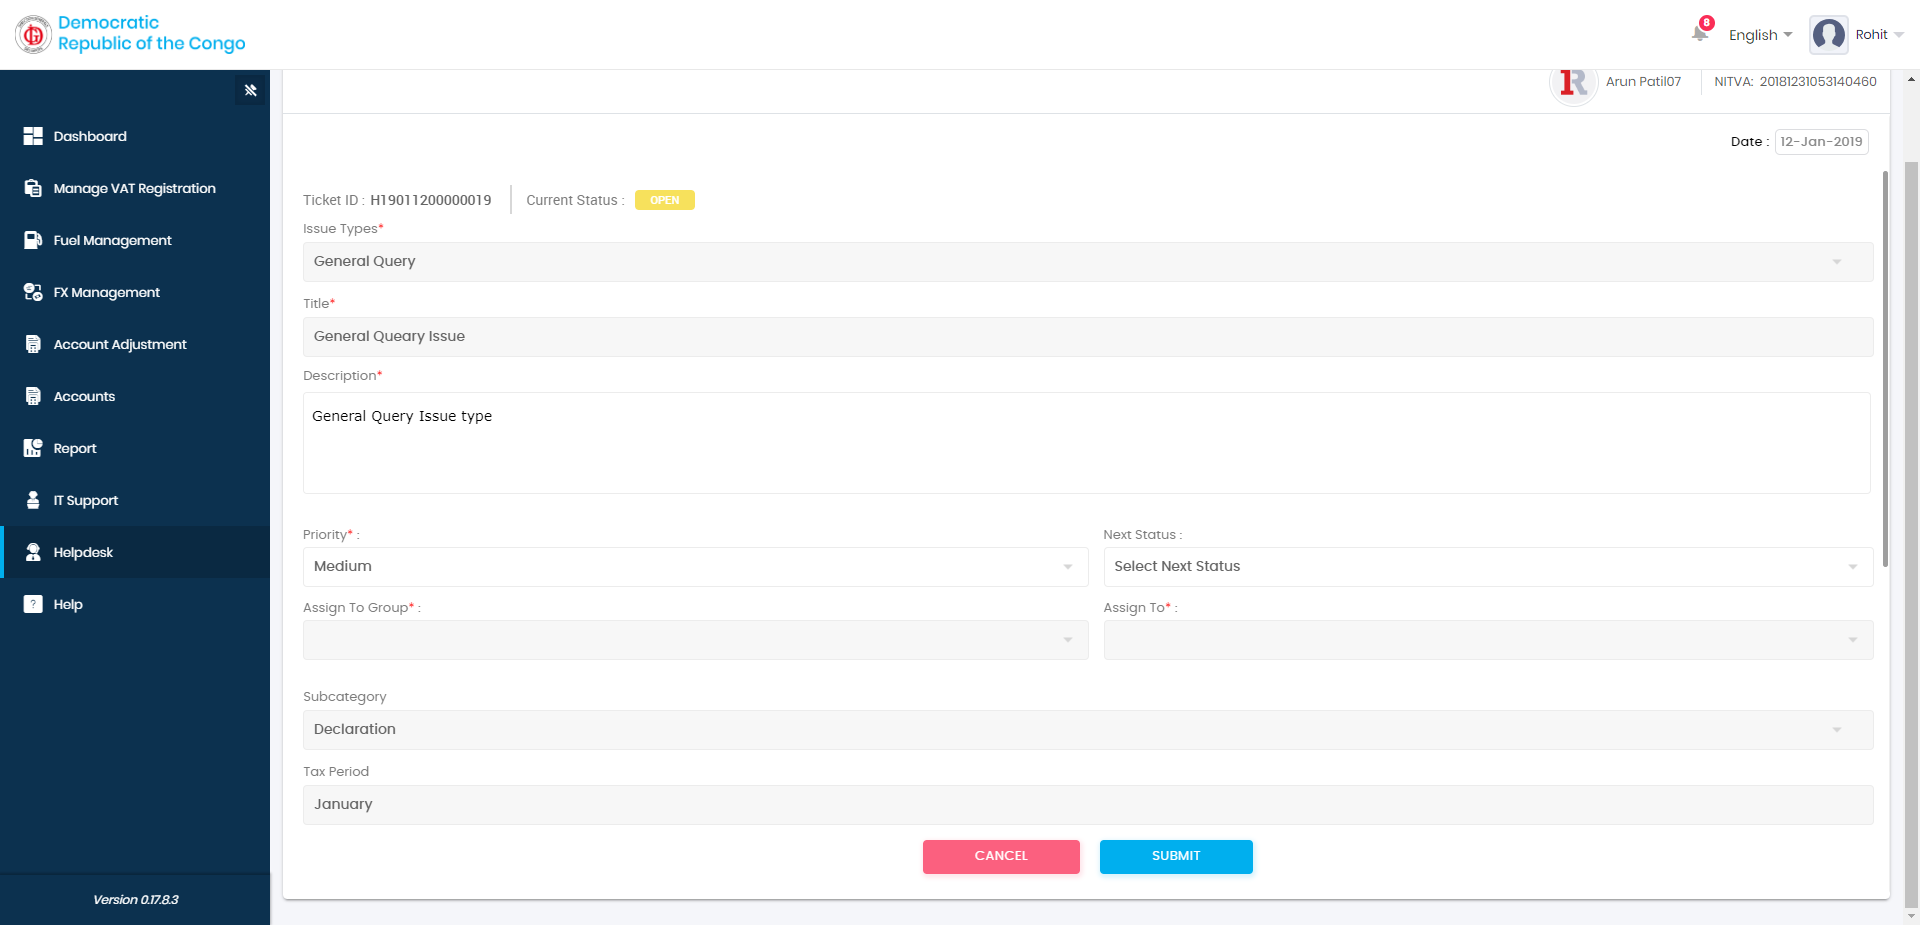 Democratic
Republic of the Congo
8
English
Rohit
Arun Patil07
NITVA: 20181231053140460
Date : 12-Jan-2019
Dashboard
Manage VAT Registration
Fuel Management
FX Management
Account Adjustment
Accounts
Report
IT Support
Helpdesk
? Help
Version 0.17.8.3
Ticket ID : H19011200000019
Current Status : OPEN
Issue Types*
General Query
Title*
General Queary Issue
Description*
General Query Issue type
Priority* :
Medium
Next Status :
Select Next Status
Assign To Group* :
Assign To* :
Subcategory
Declaration
Tax Period
January
CANCEL
SUBMIT